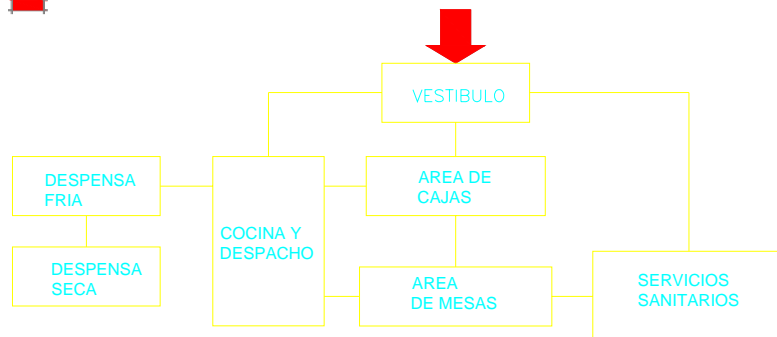 VESTIBULO
DESPENSA
FRIA
AREA DE
CAJAS
COCINA Y
DESPACHO
DESPENSA
SECA
AREA
DE MESAS
SERVICIOS
SANITARIOS